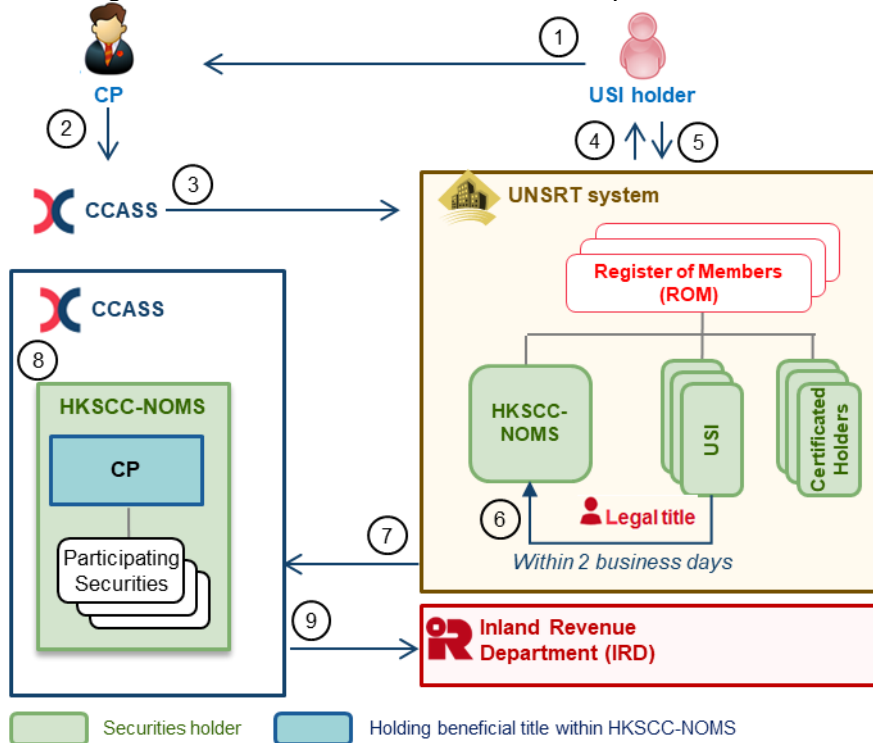 1
CP
USI holder
2
4
5
CCASS
3
UNSRT system
Register of Members
(ROM)
CCASS
8
HKSCC-NOMS
CP
Participating
Securities
HKSCC-
NOMS
USI
Certificated
Holders
6
Legal title
Within 2 business days
7
9
Inland Revenue
Department (IRD)
Securities holder
Holding beneficial title within HKSCC-NOMS